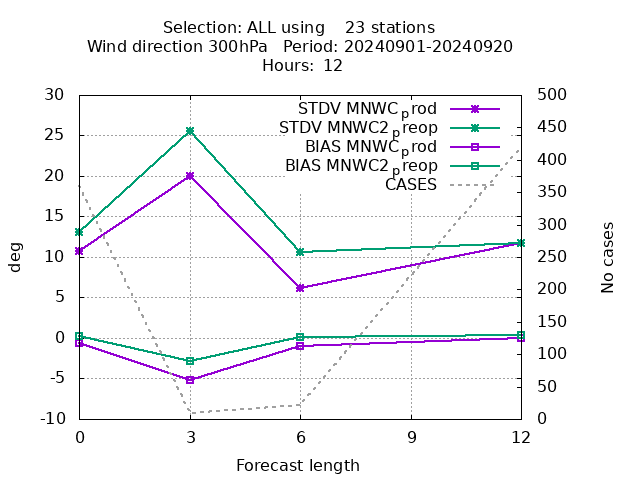 Selection: ALL using 23 stations
Wind direction 300hPa Period: 20240901-20240920
Hours: 12
30
25
20
15
10
5
0
-5
-10
deg
STDV MNWC_prod
STDV MNWC2_preop
BIAS MNWC_prod
BIAS MNWC2_preop
CASES
500
450
400
350
300
250
200
150
100
50
0
No cases
0 3 6 9 12
Forecast length